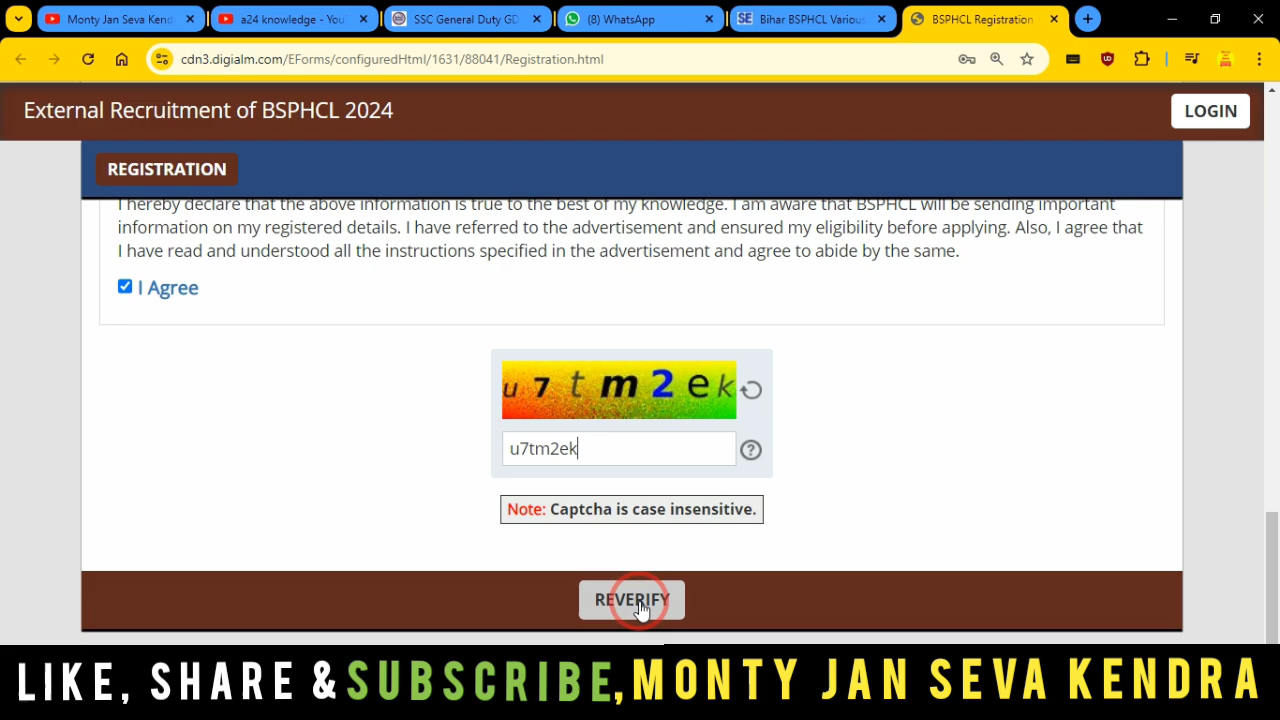 Monty Jan Seva Kend
a24 knowledge - You
SSC General Duty GD
(8) WhatsApp
Bihar BSPHCL Various
BSPHCL Registration
cdn3.digialm.com/EForms/configuredHtml/1631/88041/Registration.html
External Recruitment of BSPHCL 2024
LOGIN
REGISTRATION
I hereby declare that the above information is true to the best of my knowledge. I am aware that BSPHCL will be sending important
information on my registered details. I have referred to the advertisement and ensured my eligibility before applying. Also, I agree that
I have read and understood all the instructions specified in the advertisement and agree to abide by the same.
I Agree
u7tm2ek
u7tm2ek
Note: Captcha is case insensitive.
REVERIFY
LIKE, SHARE & SUBSCRIBE, MONTY JAN SEVA KENDRA